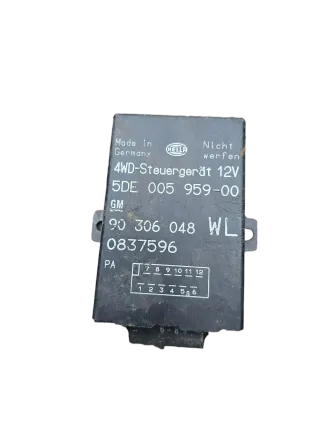 Made in Germany HELLA Nicht werfen
4WD-Steuergerät 12V
5DE 005 959-00
GM
90 306 048 WL
0837596
PA
7 8 9 10 11 12
1 2 3 4 5 6